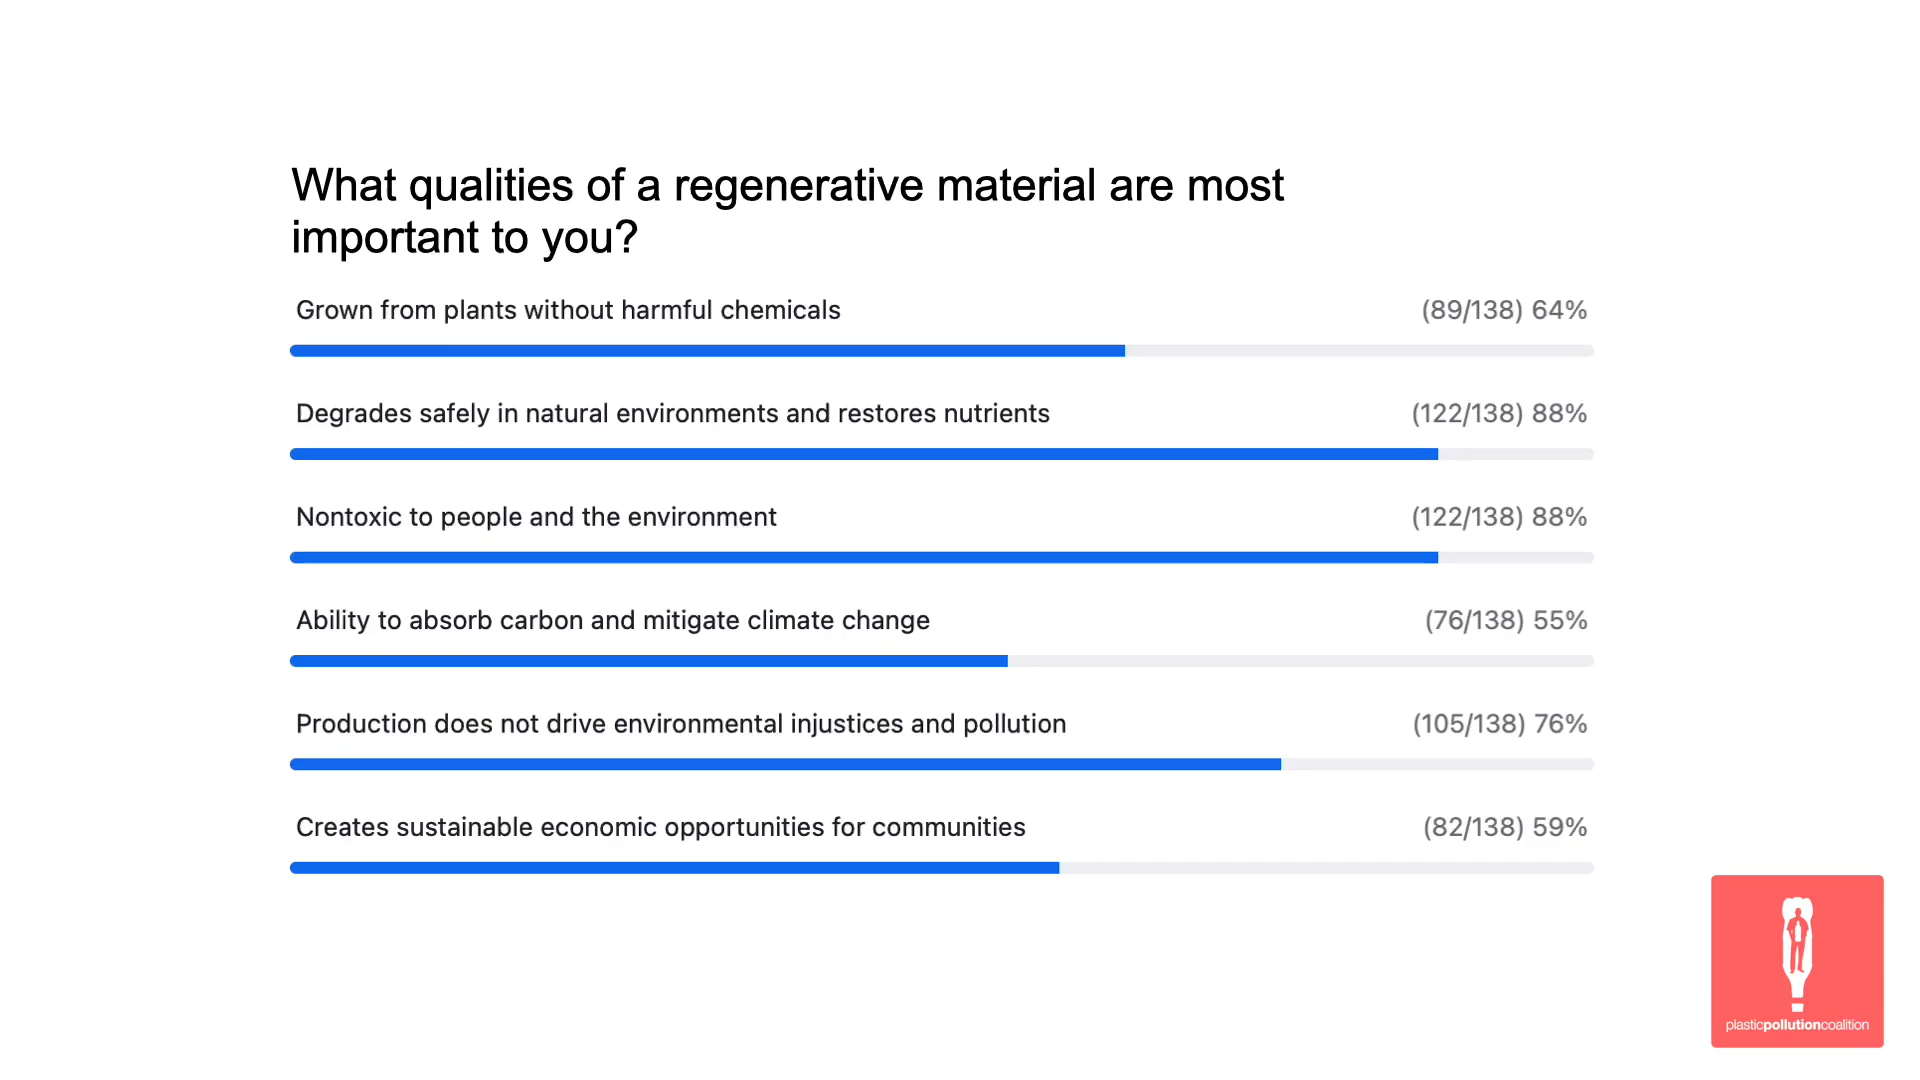 What qualities of a regenerative material are most
important to you?
Grown from plants without harmful chemicals (89/138) 64%
Degrades safely in natural environments and restores nutrients (122/138) 88%
Nontoxic to people and the environment (122/138) 88%
Ability to absorb carbon and mitigate climate change (76/138) 55%
Production does not drive environmental injustices and pollution (105/138) 76%
Creates sustainable economic opportunities for communities (82/138) 59%
plasticpollutioncoalition